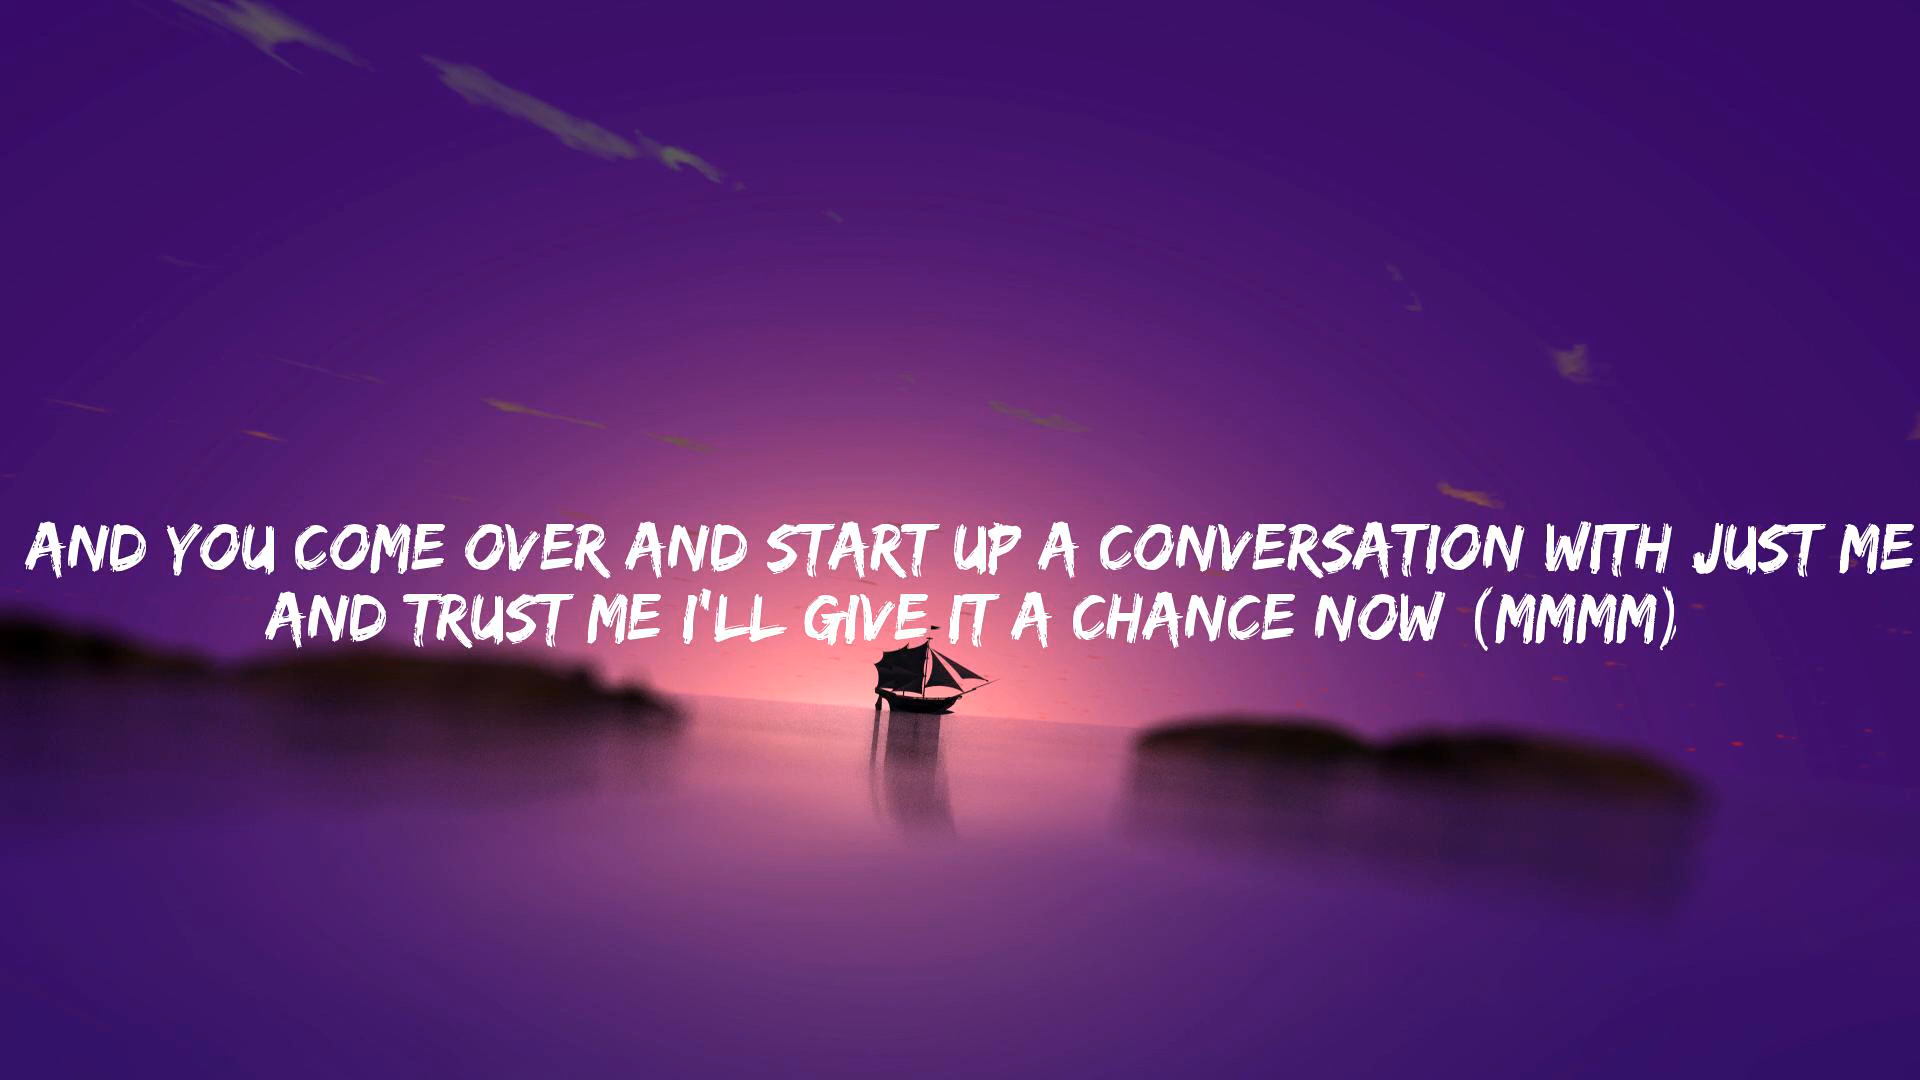 AND YOU COME OVER AND START UP A CONVERSATION WITH JUST ME
AND TRUST ME I'LL GIVE IT A CHANCE NOW (MMMM)